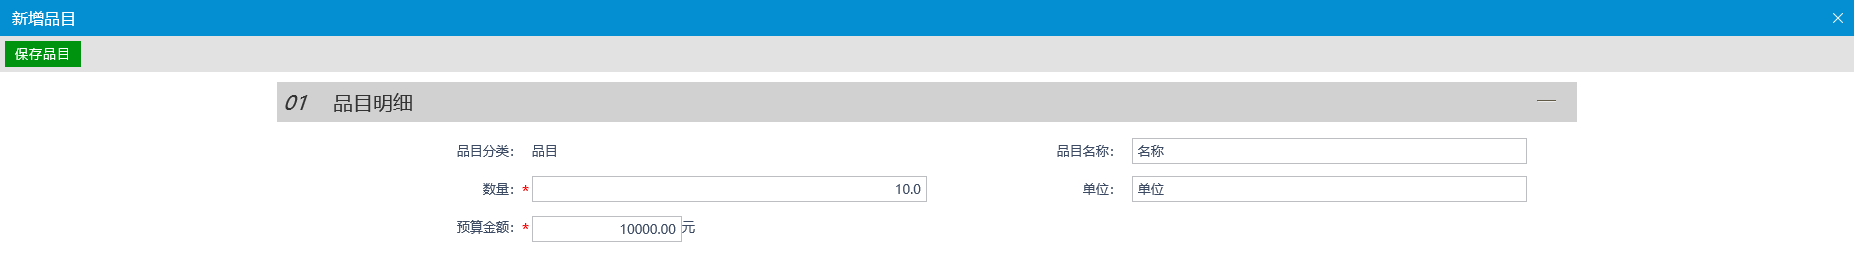 新增品目
保存品目
01 品目明细
品目分类： 品目 品目名称： 名称
数量：* 10.0 单位： 单位
预算金额：* 10000.00 元